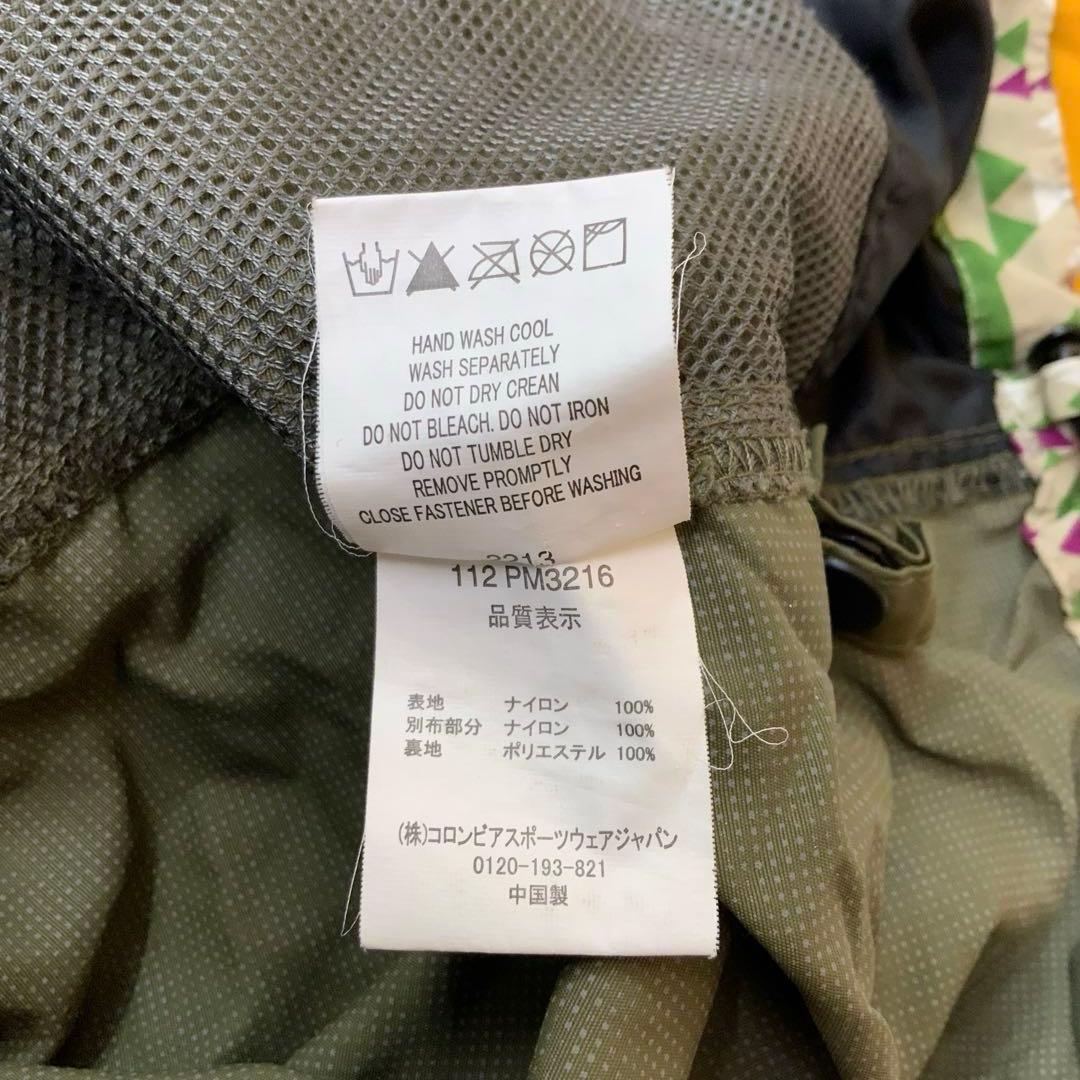 HAND WASH COOL
WASH SEPARATELY
DO NOT DRY CREAN
DO NOT BLEACH. DO NOT IRON
DO NOT TUMBLE DRY
REMOVE PROMPTLY
CLOSE FASTENER BEFORE WASHING
112 PM3216
品質表示
表地 ナイロン 100%
別布部分 ナイロン 100%
裏地 ポリエステル 100%
(株)コロンビアスポーツウェアジャパン
0120-193-821
中国製